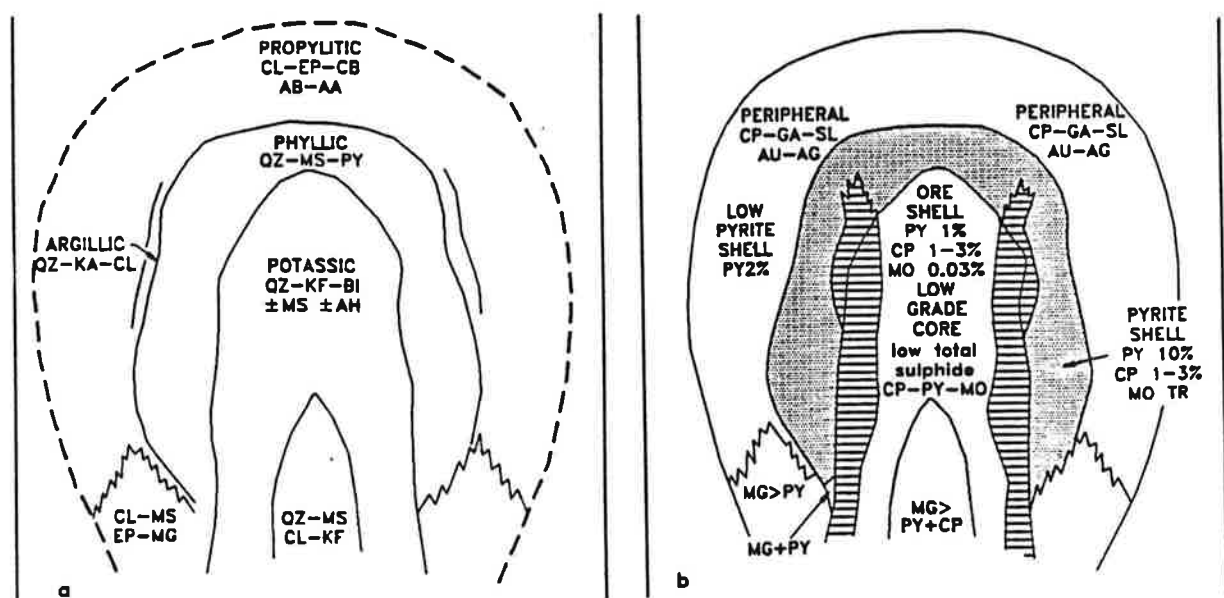 PROPYLITIC
CL-EP-CB
AB-AA
PHYLLIC
QZ-MS-PY
ARGILLIC
QZ-KA-CL
POTASSIC
QZ-KF-BI
±MS ±AH
CL-MS
EP-MG
QZ-MS
CL-KF
a
PERIPHERAL
CP-GA-SL
AU-AG
PERIPHERAL
CP-GA-SL
AU-AG
LOW
PYRITE
SHELL
PY2%
ORE
SHELL
PY 1%
CP 1-3%
MO 0.03%
LOW
GRADE
CORE
low total
sulphide
CP-PY-MO
PYRITE
SHELL
PY 10%
CP 1-3%
MO TR
MG>PY
MG+PY
MG>
PY+CP
b